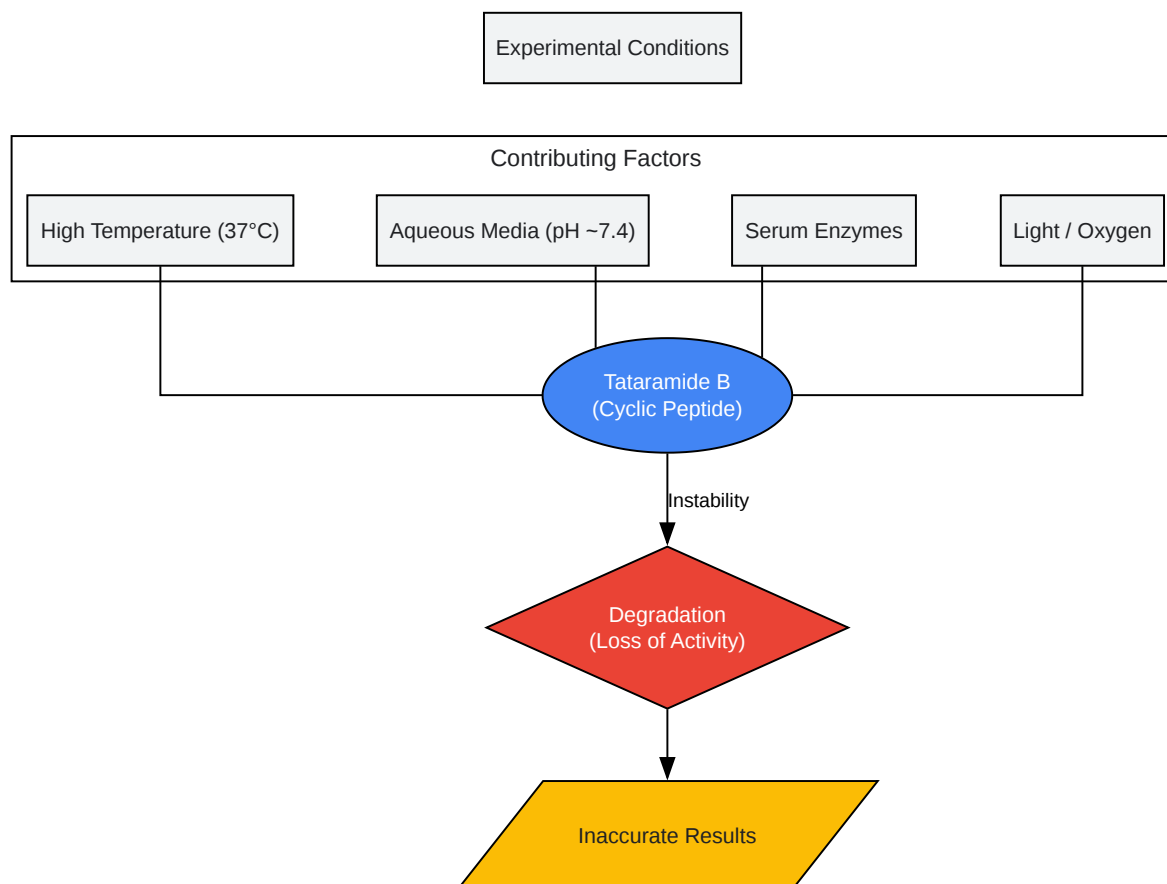 Experimental Conditions
Contributing Factors
High Temperature (37°C)
Aqueous Media (pH ~7.4)
Serum Enzymes
Light / Oxygen
Tataramide B
(Cyclic Peptide)
Instability
Degradation
(Loss of Activity)
Inaccurate Results